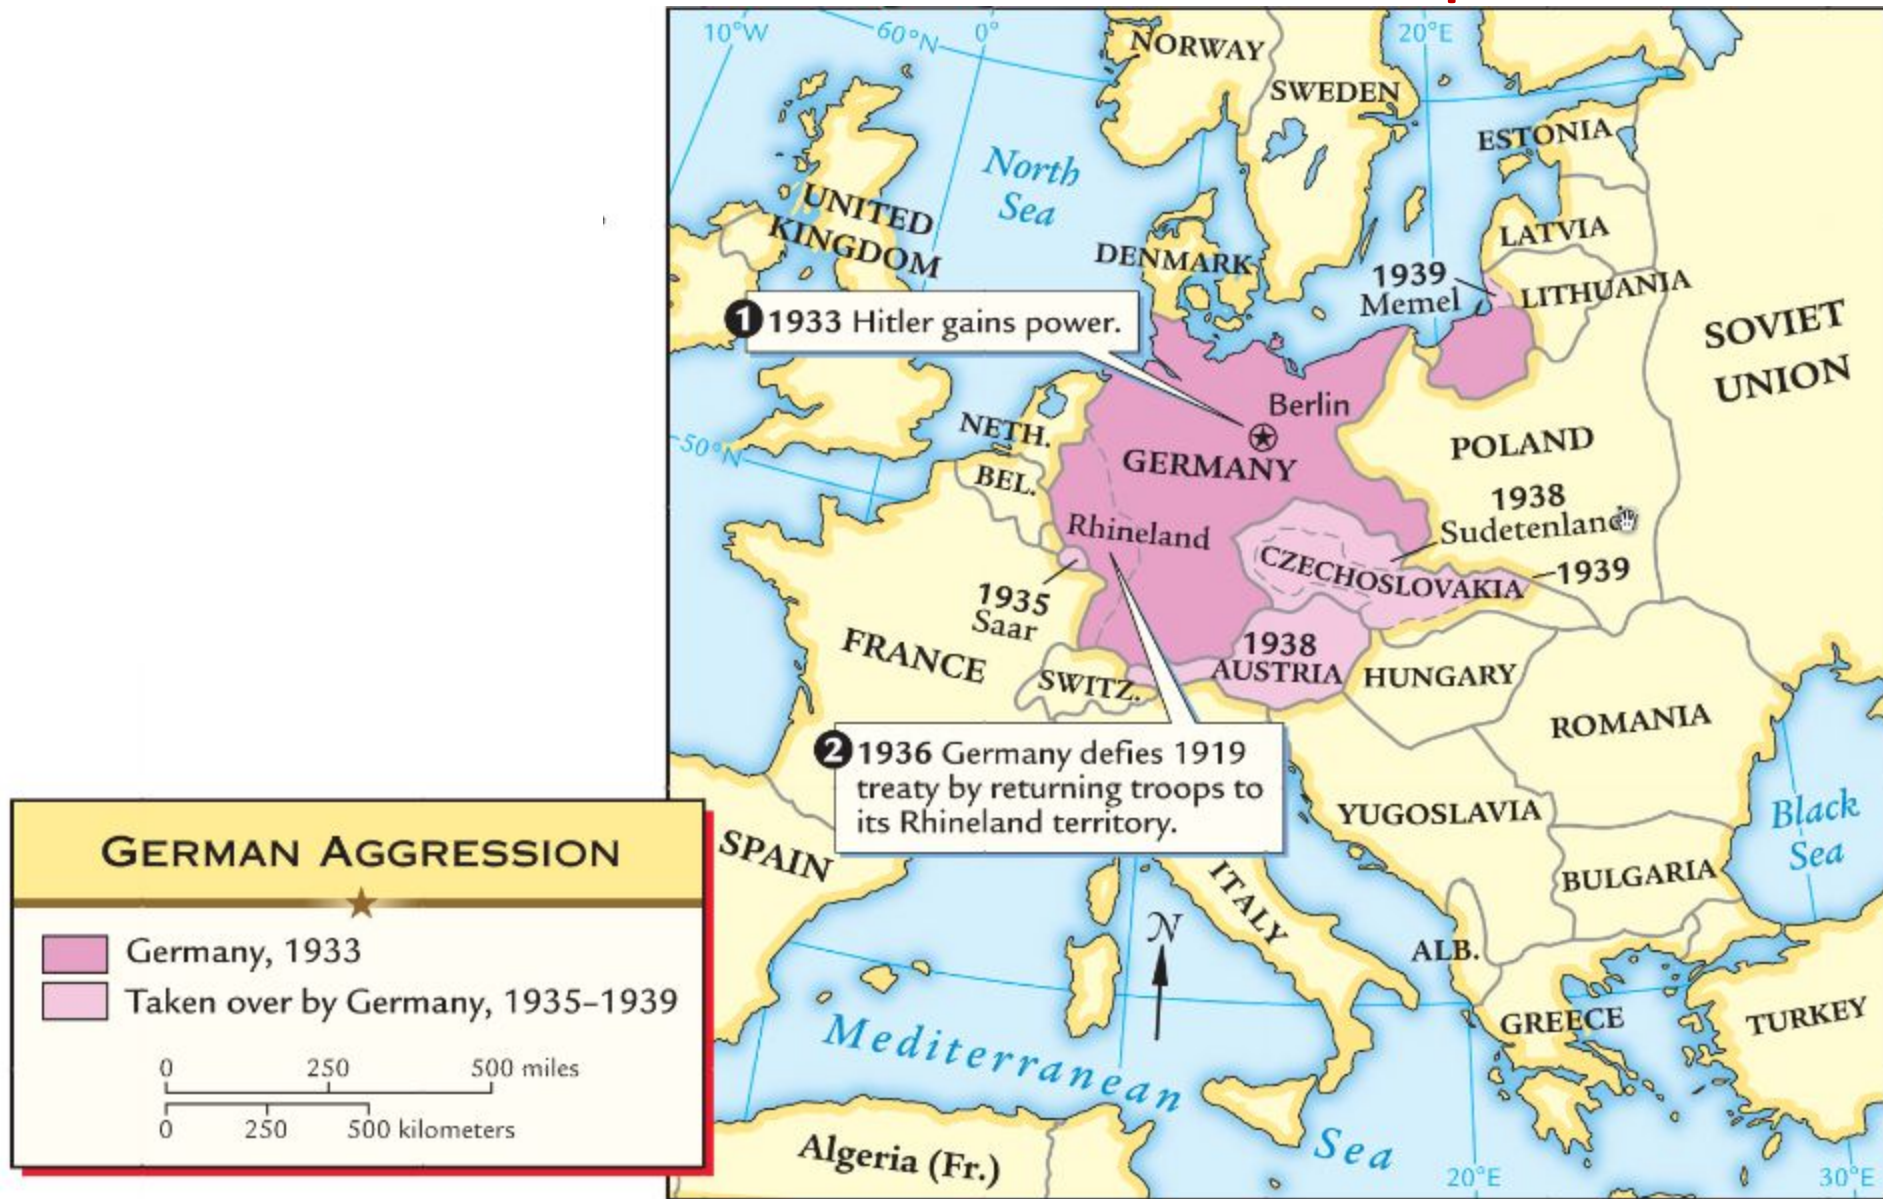 10°W
60°N
0°
20°E
NORWAY
SWEDEN
ESTONIA
North
Sea
UNITED
KINGDOM
LATVIA
DENMARK
1939
Memel
LITHUANIA
SOVIET
UNION
1 1933 Hitler gains power.
Berlin
NETH.
POLAND
50°N
GERMANY
BEL.
1938
Sudetenland
Rhineland
CZECHOSLOVAKIA
1939
1935
Saar
FRANCE
1938
AUSTRIA
HUNGARY
SWITZ.
ROMANIA
2 1936 Germany defies 1919
treaty by returning troops to
its Rhineland territory.
YUGOSLAVIA
Black
Sea
SPAIN
ITALY
BULGARIA
N
ALB.
GREECE
TURKEY
Mediterranean
Sea
Algeria (Fr.)
20°E
30°E
GERMAN AGGRESSION
Germany, 1933
Taken over by Germany, 1935–1939
0 250 500 miles
0 250 500 kilometers